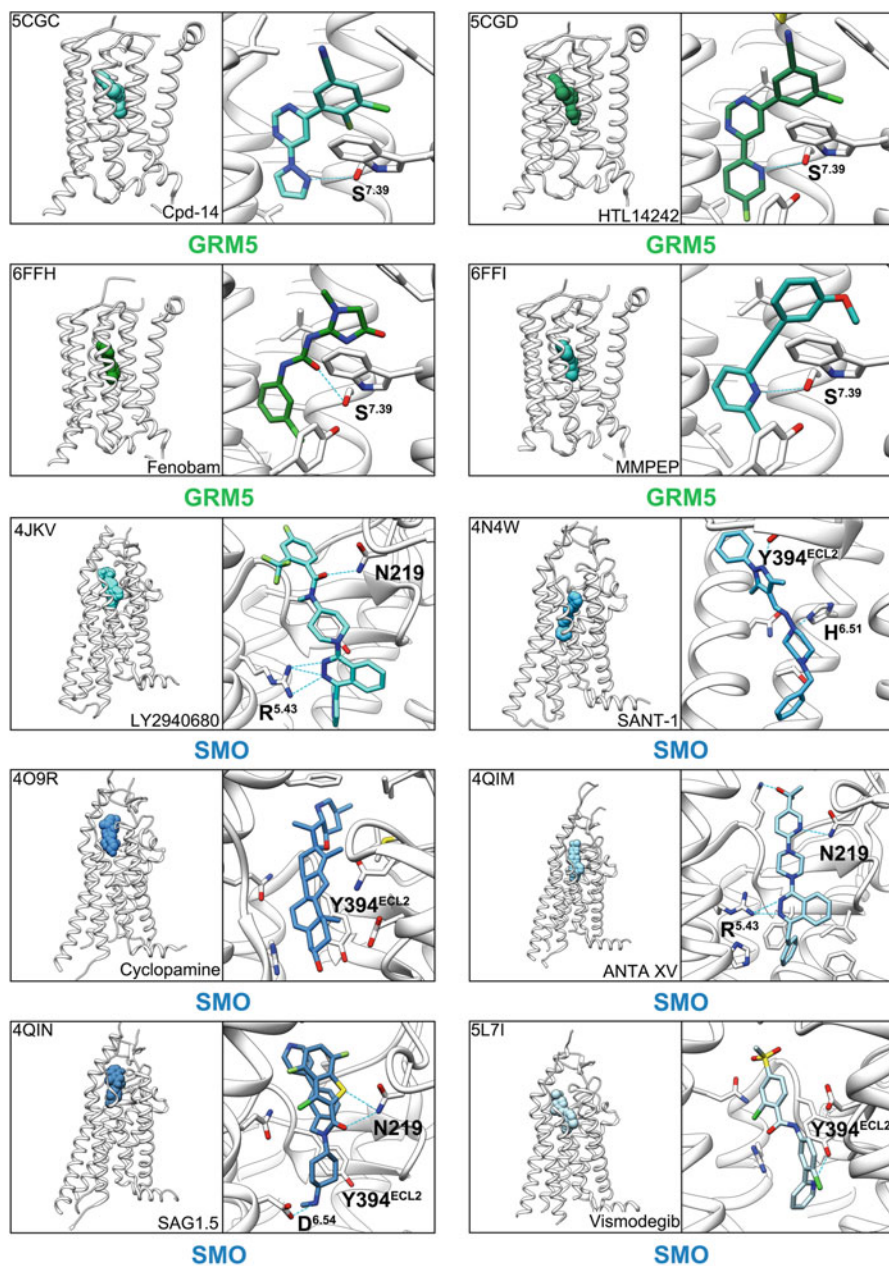 5CGC
Cpd-14
S7.39
GRM5
5CGD
HTL14242
S7.39
GRM5
6FFH
Fenobam
S7.39
GRM5
6FFI
MMPEP
S7.39
GRM5
4JKV
LY2940680
N219
R5.43
SMO
4N4W
SANT-1
Y394ECL2
H6.51
SMO
4O9R
Cyclopamine
Y394ECL2
SMO
4QIM
ANTA XV
N219
R5.43
SMO
4QIN
SAG1.5
N219
Y394ECL2
D6.54
SMO
5L7I
Vismodegib
Y394ECL2
SMO